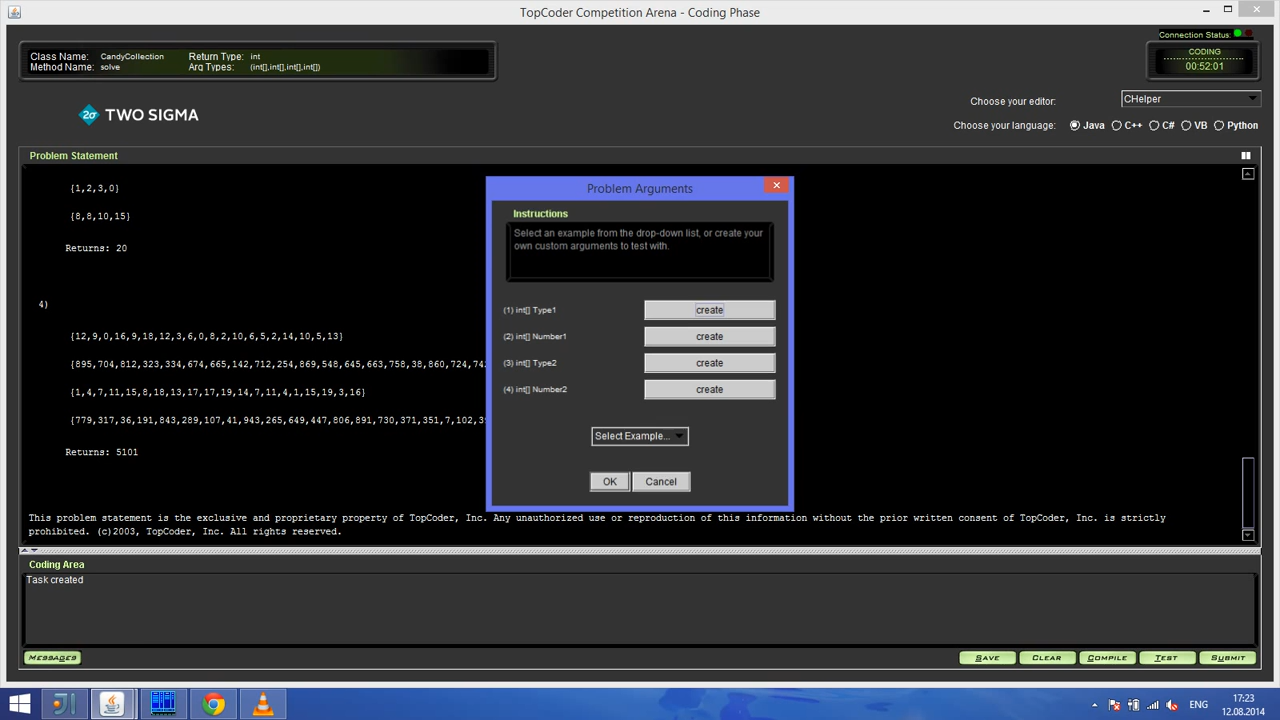 TopCoder Competition Arena - Coding Phase
Connection Status:
Class Name: CandyCollection Return Type: int
Method Name: solve Arg Types: (int[],int[],int[],int[])
CODING
00:52:01
2σ TWO SIGMA
Choose your editor: CHelper
Choose your language: Java C++ C# VB Python
Problem Statement
{1,2,3,0}
{8,8,10,15}
Returns: 20
4)
{12,9,0,16,9,18,12,3,6,0,8,2,10,6,5,2,14,10,5,13}
{895,704,812,323,334,674,665,142,712,254,869,548,645,663,758,38,860,724,74
{1,4,7,11,15,8,18,13,17,17,19,14,7,11,4,1,15,19,3,16}
{779,317,36,191,843,289,107,41,943,265,649,447,806,891,730,371,351,7,102,3
Returns: 5101
This problem statement is the exclusive and proprietary property of TopCoder, Inc. Any unauthorized use or reproduction of this information without the prior written consent of TopCoder, Inc. is strictly
prohibited. (c)2003, TopCoder, Inc. All rights reserved.
Problem Arguments
Instructions
Select an example from the drop-down list, or create your
own custom arguments to test with.
(1) int[] Type1 create
(2) int[] Number1 create
(3) int[] Type2 create
(4) int[] Number2 create
Select Example...
OK Cancel
Coding Area
Task created
MESSAGES SAVE CLEAR COMPILE TEST SUBMIT
ENG
17:23
12.08.2014